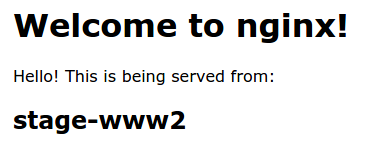 Welcome to nginx!
Hello! This is being served from:
stage-www2